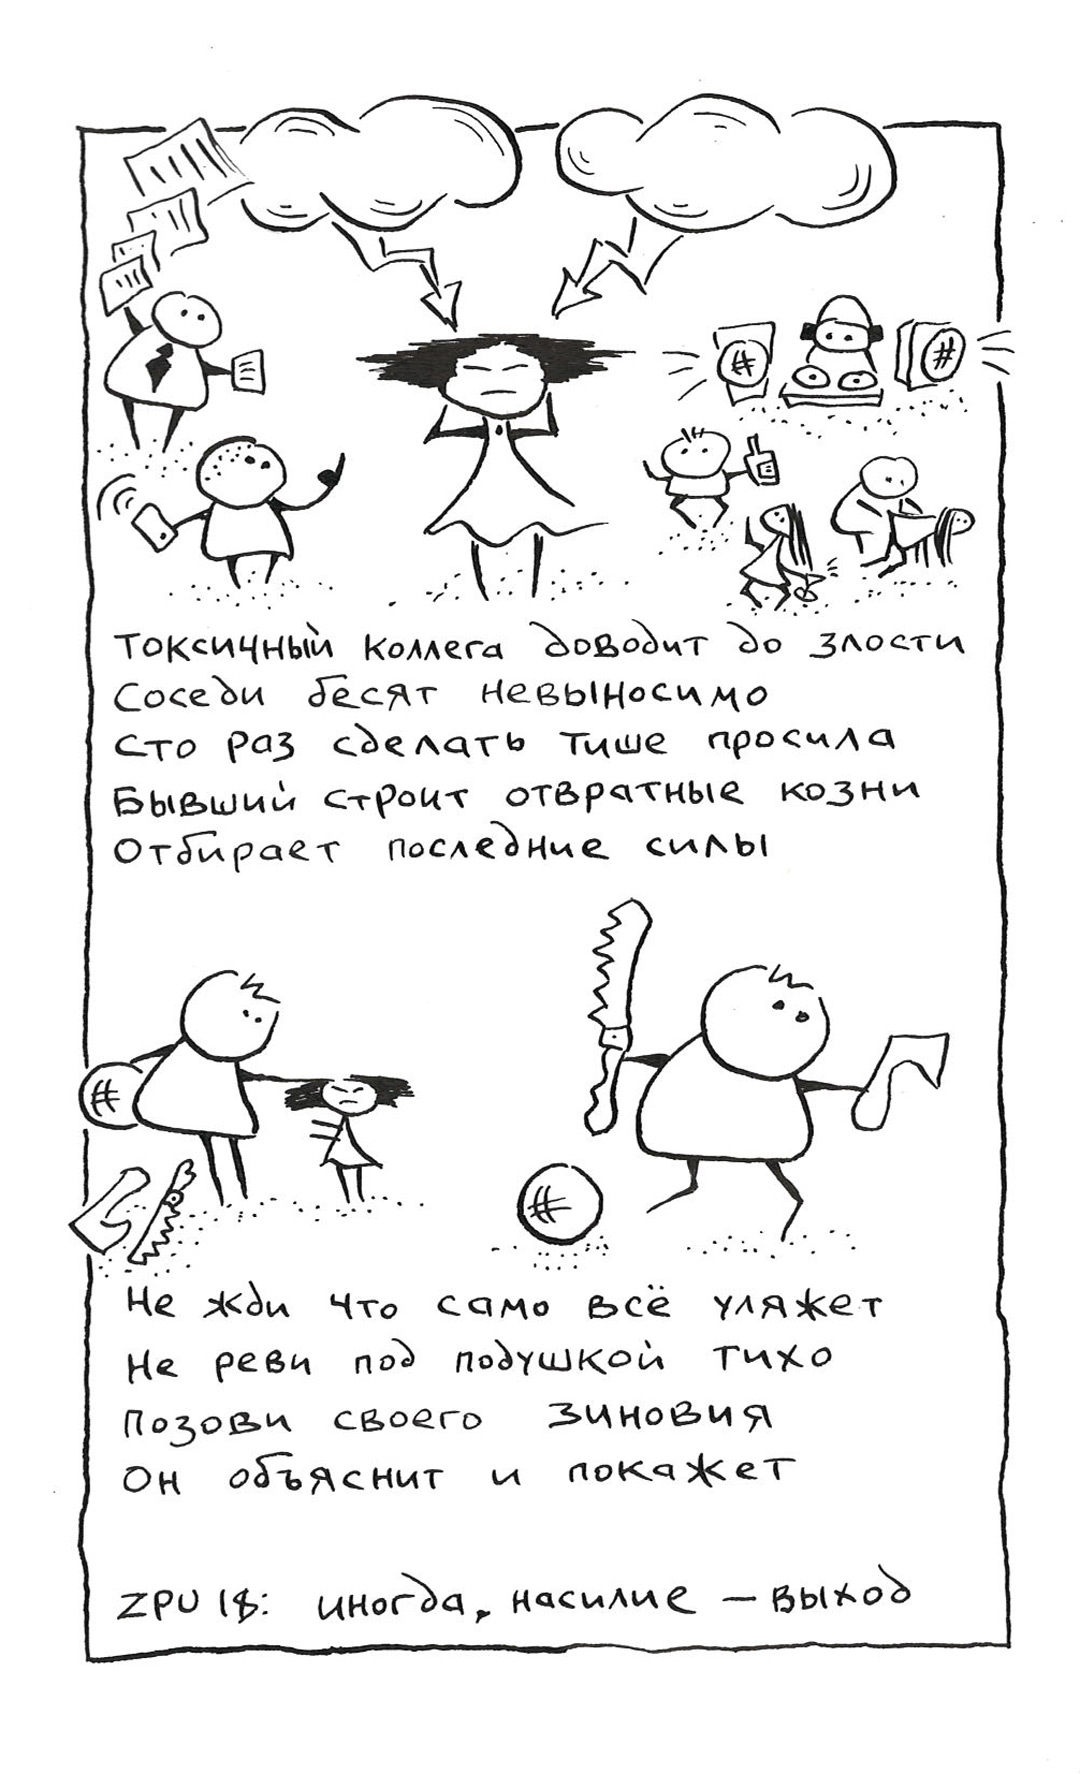 Токсичный коллега доводит до злости
Соседи бесят невыносимо
Сто раз сделать тише просила
Бывший строит отвратные козни
Отбирает последние силы
Не жди что само всё уляжет
Не реви под подушкой тихо
Позови своего Зиновия
Он объяснит и покажет
ZPU 18: иногда, насилие — выход